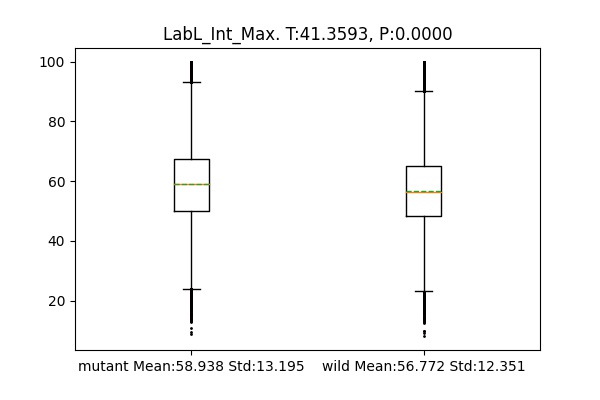 LabL_Int_Max. T:41.3593, P:0.0000
100
80
60
40
20
mutant Mean:58.938 Std:13.195 wild Mean:56.772 Std:12.351